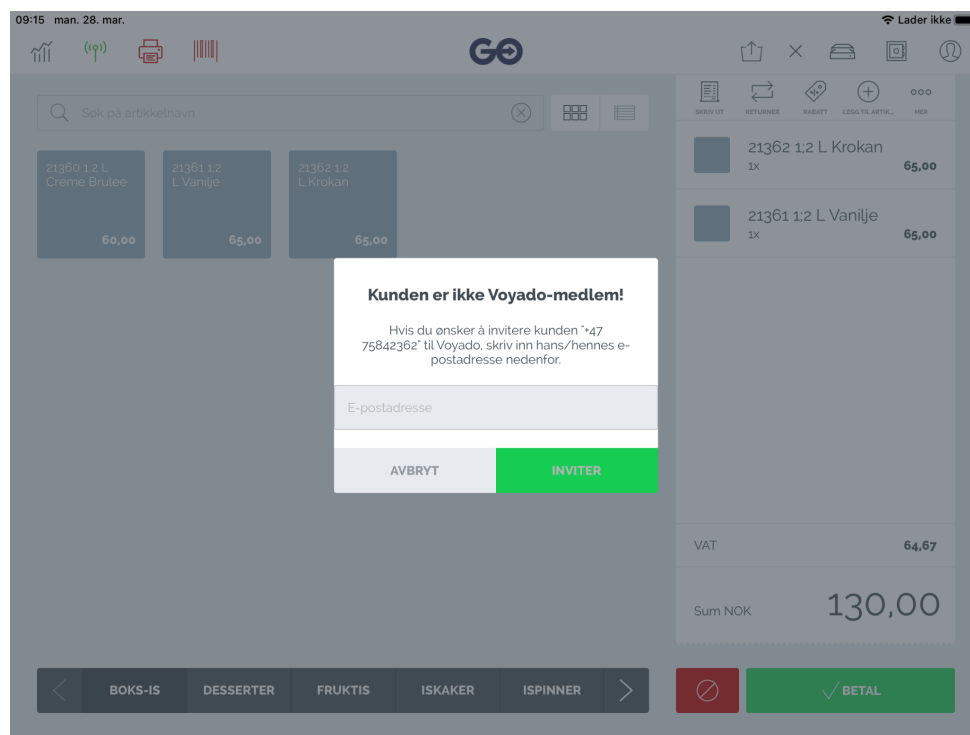 09:15 man. 28. mar.
Lader ikke
GO
Søk på artikkelnavn
SKRIV UT RETURNER RABATT LEGG TIL ARTIK... MER
21360 1;2 L
Creme Brulee
60,00
21361 1;2
L Vanilje
65,00
21362 1;2
L Krokan
65,00
21362 1;2 L Krokan
1x 65,00
21361 1;2 L Vanilje
1x 65,00
Kunden er ikke Voyado-medlem!
Hvis du ønsker å invitere kunden "+47
75842362" til Voyado, skriv inn hans/hennes e-
postadresse nedenfor.
E-postadresse
AVBRYT INVITER
VAT 64,67
Sum NOK 130,00
BOKS-IS DESSERTER FRUKTIS ISKAKER ISPINNER
BETAL